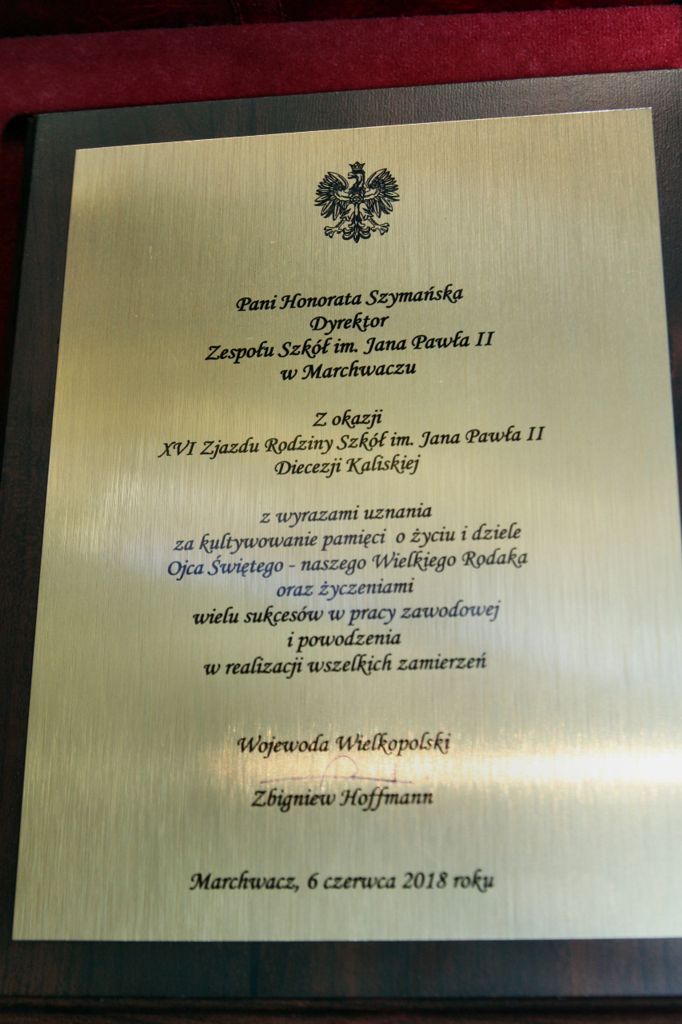 Pani Honorata Szymańska
Dyrektor
Zespołu Szkół im. Jana Pawła II
w Marchwaczu
Z okazji
XVI Zjazdu Rodziny Szkół im. Jana Pawła II
Diecezji Kaliskiej
z wyrazami uznania
za kultywowanie pamięci o życiu i dziele
Ojca Świętego - naszego Wielkiego Rodaka
oraz życzeniami
wielu sukcesów w pracy zawodowej
i powodzenia
w realizacji wszelkich zamierzeń
Wojewoda Wielkopolski
Zbigniew Hoffmann
Marchwacz, 6 czerwca 2018 roku